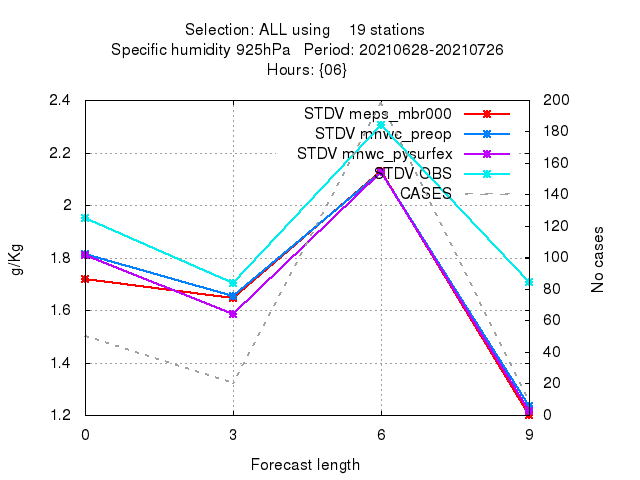 Selection: ALL using 19 stations
Specific humidity 925hPa Period: 20210628-20210726
Hours: {06}
STDV meps_mbr000
STDV mnwc_preop
STDV mnwc_pysurfex
STDV OBS
CASES
2.4
2.2
2
1.8
1.6
1.4
1.2
g/Kg
200
180
160
140
120
100
80
60
40
20
0
No cases
0 3 6 9
Forecast length